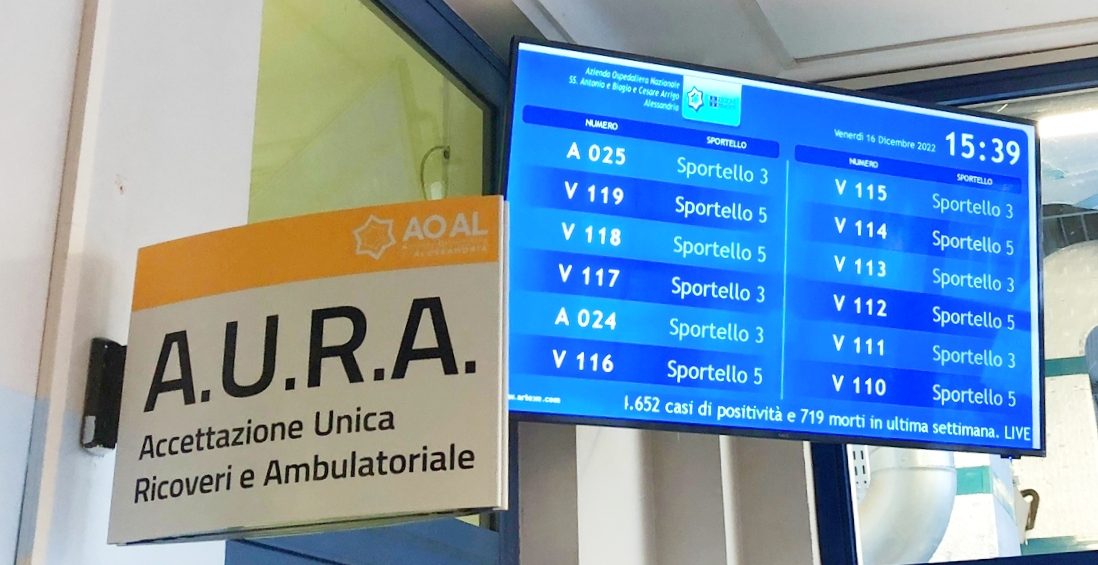 AO AL
ALESSANDRIA
A.U.R.A.
Accettazione Unica
Ricoveri e Ambulatoriale
Azienda Ospedaliera Nazionale
SS. Antonio e Biagio e Cesare Arrigo
Alessandria
Venerdì 16 Dicembre 2022 15:39
NUMERO SPORTELLO
A 025 Sportello 3
V 119 Sportello 5
V 118 Sportello 5
V 117 Sportello 3
A 024 Sportello 3
V 116 Sportello 5
NUMERO SPORTELLO
V 115 Sportello 3
V 114 Sportello 5
V 113 Sportello 3
V 112 Sportello 5
V 111 Sportello 3
V 110 Sportello 5
.652 casi di positività e 719 morti in ultima settimana. LIVE